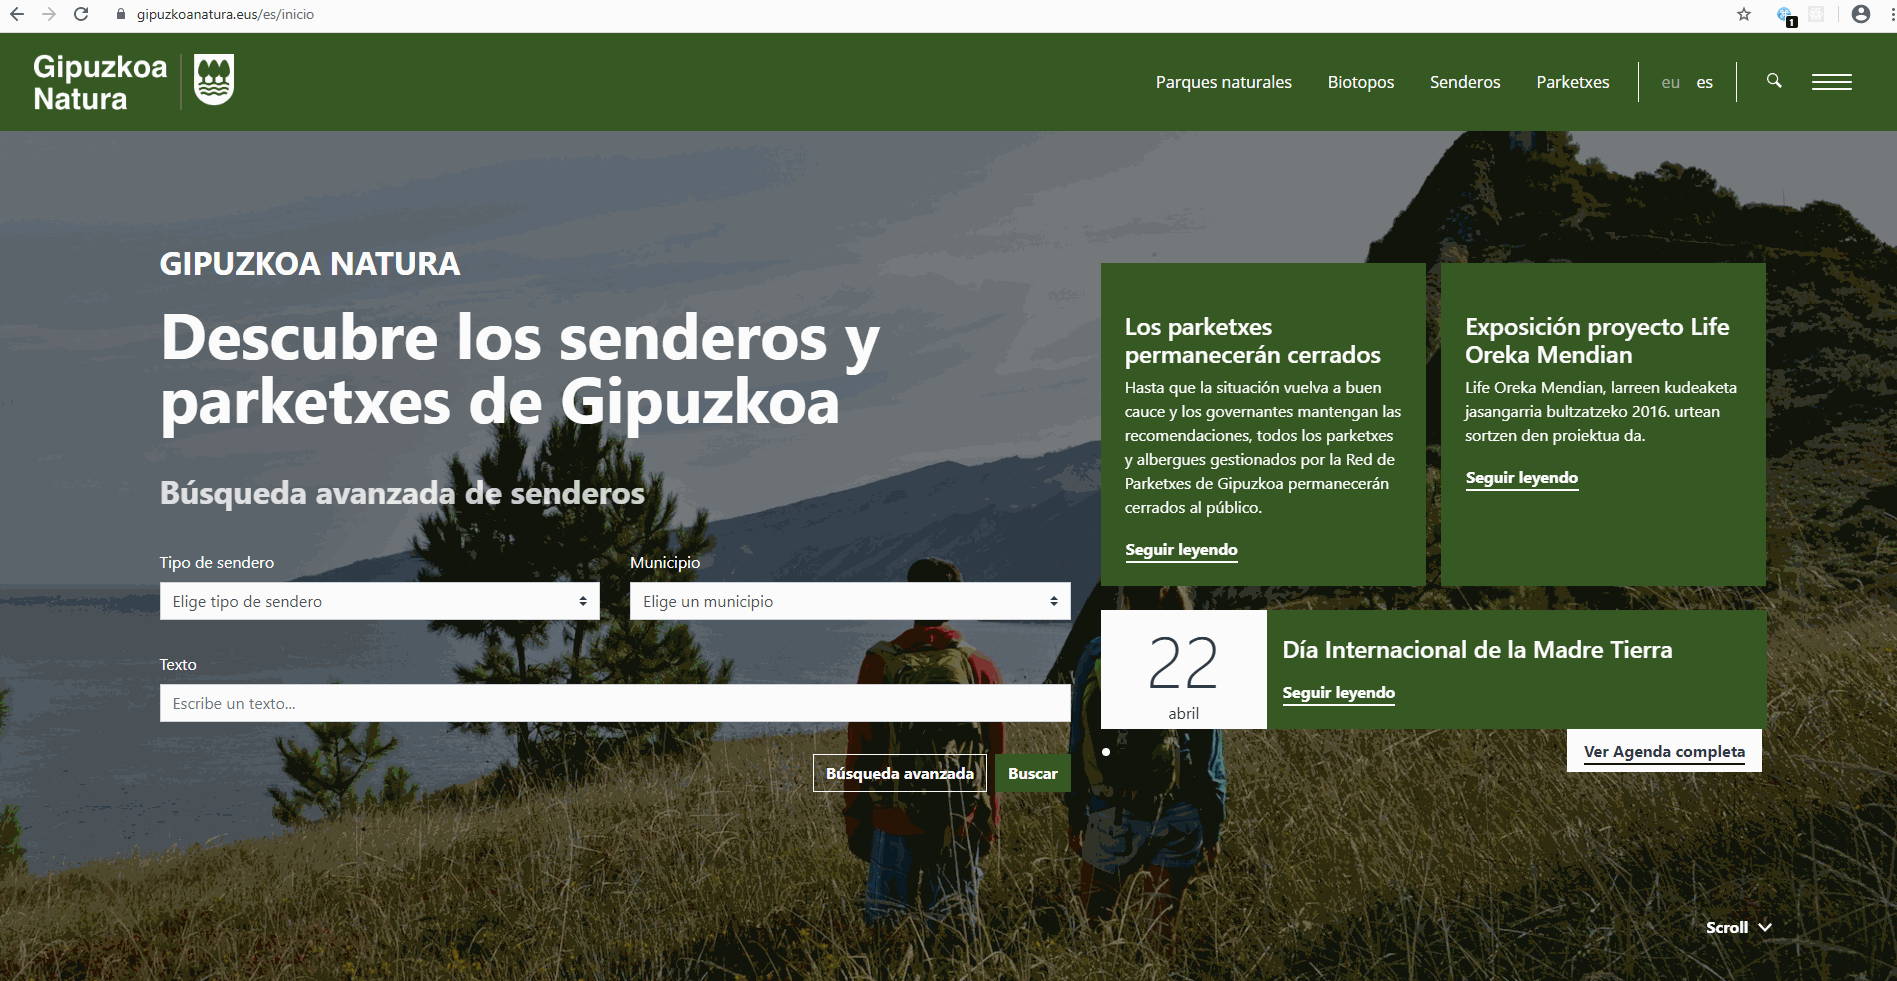 gipuzkoanatura.eus/es/inicio
1
Gipuzkoa
Natura
Parques naturales
Biotopos
Senderos
Parketxes
eu
es
GIPUZKOA NATURA
Descubre los senderos y
parketxes de Gipuzkoa
Búsqueda avanzada de senderos
Tipo de sendero
Municipio
Elige tipo de sendero
Elige un municipio
Texto
Escribe un texto...
Búsqueda avanzada
Buscar
Los parketxes
permanecerán cerrados
Hasta que la situación vuelva a buen
cauce y los governantes mantengan las
recomendaciones, todos los parketxes
y albergues gestionados por la Red de
Parketxes de Gipuzkoa permanecerán
cerrados al público.
Seguir leyendo
Exposición proyecto Life
Oreka Mendian
Life Oreka Mendian, larreen kudeaketa
jasangarria bultzatzeko 2016. urtean
sortzen den proiektua da.
Seguir leyendo
22
abril
Día Internacional de la Madre Tierra
Seguir leyendo
Ver Agenda completa
Scroll